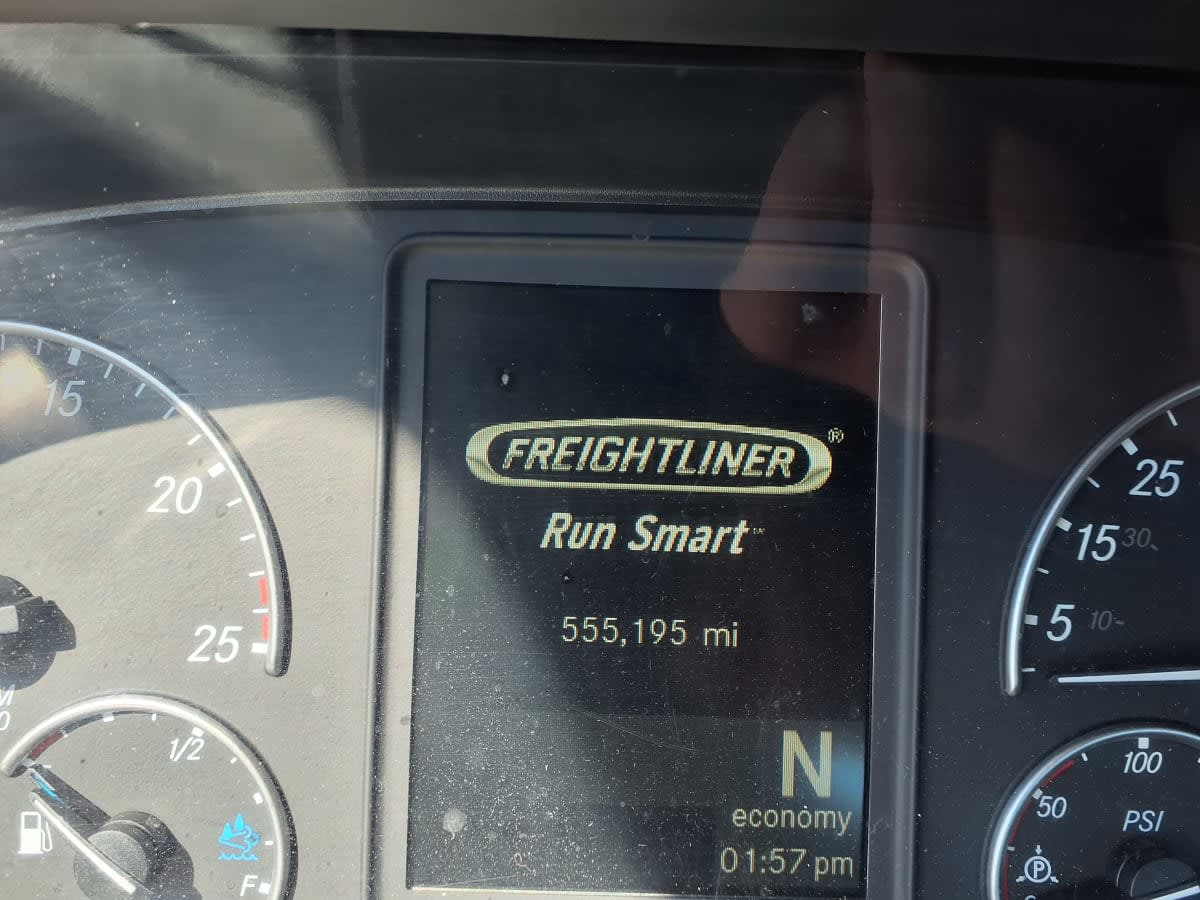 FREIGHTLINER®
Run Smart™
555,195 mi
N
economy
01:57 pm
15
20
25
1/2
F
25
15
30
5
10
100
50
PSI
P